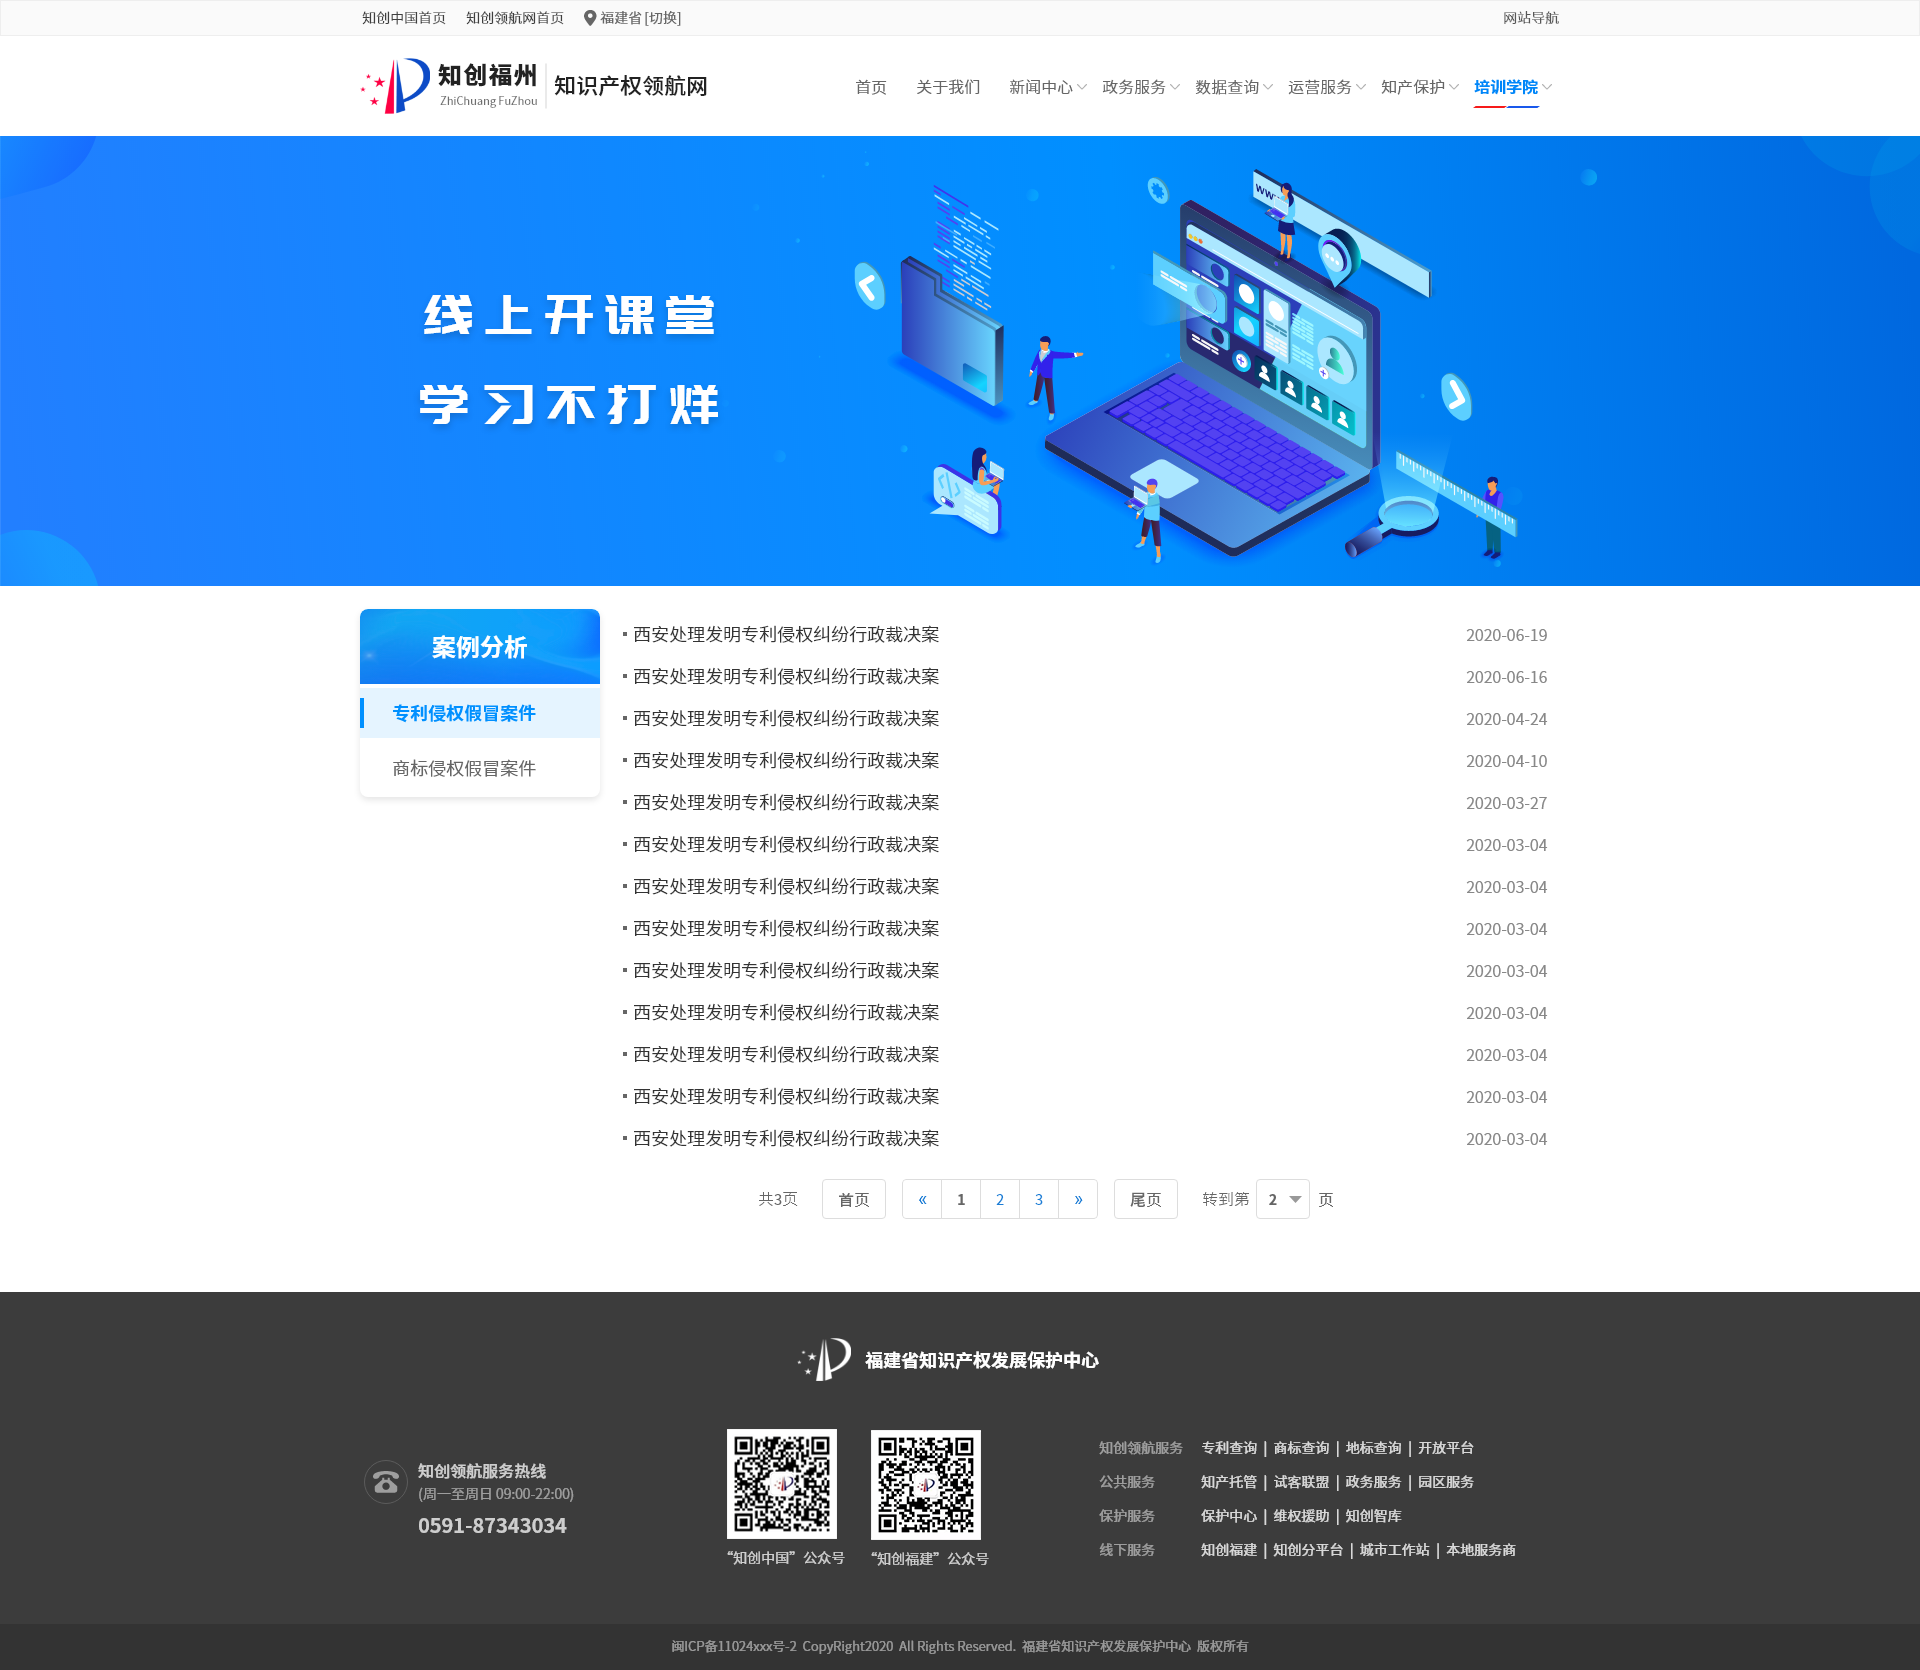 知创中国首页 知创领航网首页 福建省 [切换] 网站导航
知创福州 ZhiChuang FuZhou 知识产权领航网
首页 关于我们 新闻中心 政务服务 数据查询 运营服务 知产保护 培训学院
线上开课堂
学习不打烊
案例分析
专利侵权假冒案件
商标侵权假冒案件
西安处理发明专利侵权纠纷行政裁决案 2020-06-19
西安处理发明专利侵权纠纷行政裁决案 2020-06-16
西安处理发明专利侵权纠纷行政裁决案 2020-04-24
西安处理发明专利侵权纠纷行政裁决案 2020-04-10
西安处理发明专利侵权纠纷行政裁决案 2020-03-27
西安处理发明专利侵权纠纷行政裁决案 2020-03-04
西安处理发明专利侵权纠纷行政裁决案 2020-03-04
西安处理发明专利侵权纠纷行政裁决案 2020-03-04
西安处理发明专利侵权纠纷行政裁决案 2020-03-04
西安处理发明专利侵权纠纷行政裁决案 2020-03-04
西安处理发明专利侵权纠纷行政裁决案 2020-03-04
西安处理发明专利侵权纠纷行政裁决案 2020-03-04
西安处理发明专利侵权纠纷行政裁决案 2020-03-04
共3页 首页 « 1 2 3 » 尾页 转到第 2 页
福建省知识产权发展保护中心
知创领航服务热线
(周一至周日 09:00-22:00)
0591-87343034
“知创中国”公众号 “知创福建”公众号
知创领航服务 专利查询 | 商标查询 | 地标查询 | 开放平台
公共服务 知产托管 | 试客联盟 | 政务服务 | 园区服务
保护服务 保护中心 | 维权援助 | 知创智库
线下服务 知创福建 | 知创分平台 | 城市工作站 | 本地服务商
闽ICP备11024xxx号-2 CopyRight2020 All Rights Reserved. 福建省知识产权发展保护中心 版权所有